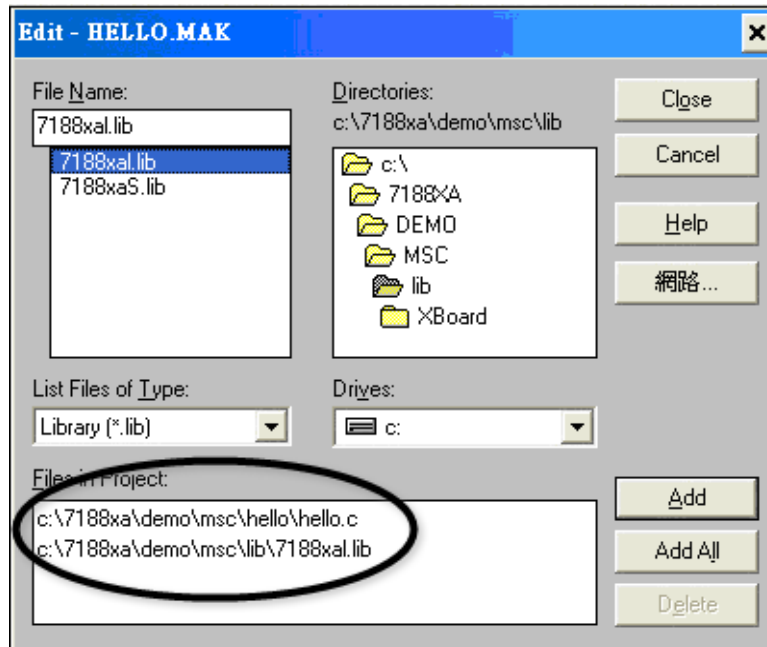 Edit - HELLO.MAK
File Name:
7188xal.lib
7188xal.lib
7188xaS.lib
Directories:
c:\7188xa\demo\msc\lib
c:\
7188XA
DEMO
MSC
lib
XBoard
Close
Cancel
Help
網路...
List Files of Type:
Library (*.lib)
Drives:
c:
Files in Project:
c:\7188xa\demo\msc\hello\hello.c
c:\7188xa\demo\msc\lib\7188xal.lib
Add
Add All
Delete